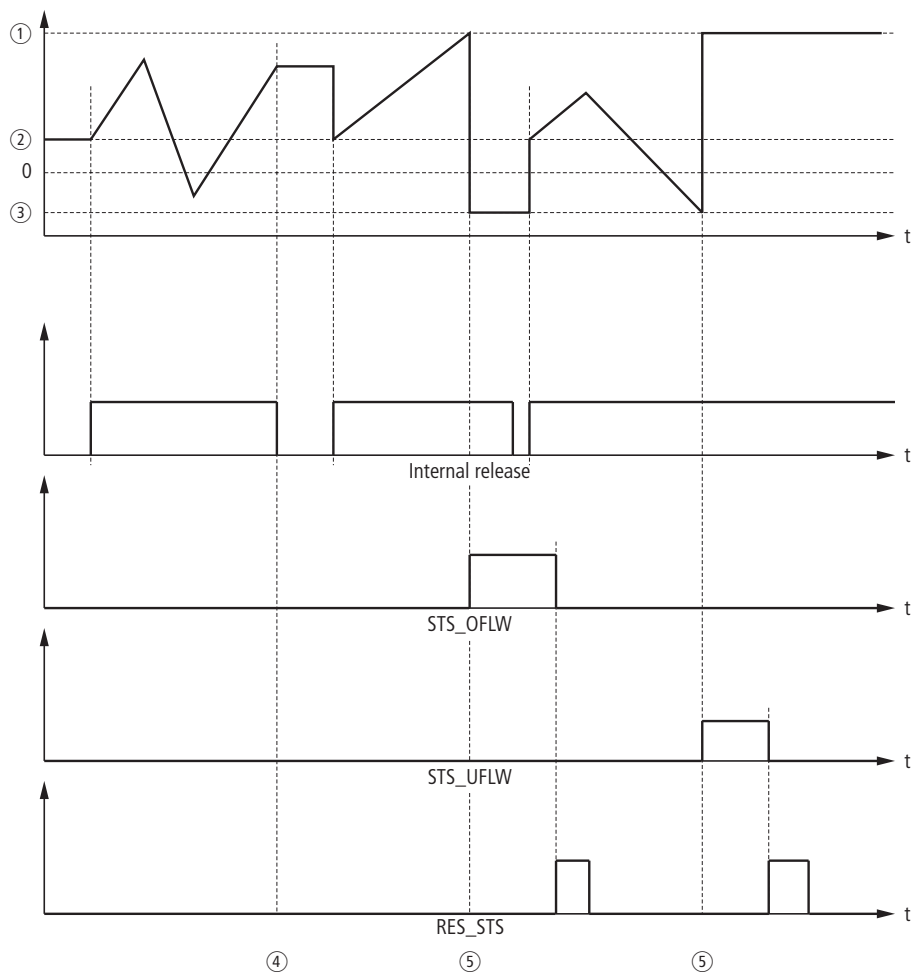 ①
②
0
③
t
t
Internal release
t
STS_OFLW
t
STS_UFLW
t
RES_STS
④ ⑤ ⑤